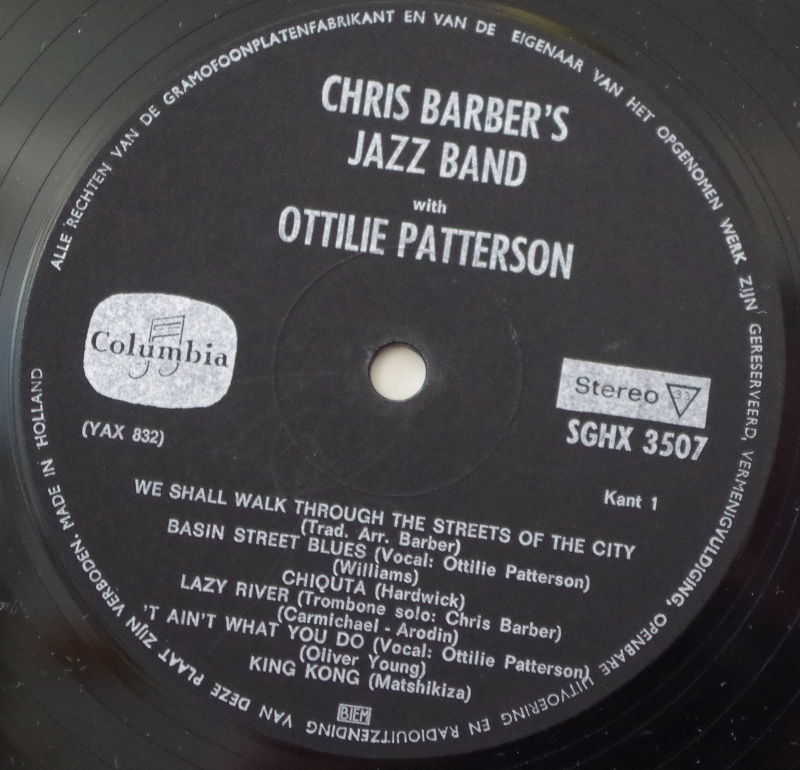 ALLE RECHTEN VAN DE GRAMOFOONPLATENFABRIKANT EN VAN DE EIGENAAR VAN HET OPGENOMEN WERK ZIJN GERESERVEERD, VERMENIGVULDIGING, OPENBARE UITVOERING EN RADIOUITZENDING VAN DEZE PLAAT ZIJN VERBODEN, MADE IN HOLLAND
CHRIS BARBER'S
JAZZ BAND
with
OTTILIE PATTERSON
Columbia
(YAX 832)
Stereo 33
SGHX 3507
Kant 1
WE SHALL WALK THROUGH THE STREETS OF THE CITY
(Trad. Arr. Barber)
BASIN STREET BLUES (Vocal: Ottilie Patterson)
(Williams)
CHIQUTA (Hardwick)
LAZY RIVER (Trombone solo: Chris Barber)
(Carmichael - Arodin)
'T AIN'T WHAT YOU DO (Vocal: Ottilie Patterson)
(Oliver Young)
KING KONG (Matshikiza)
BIEM